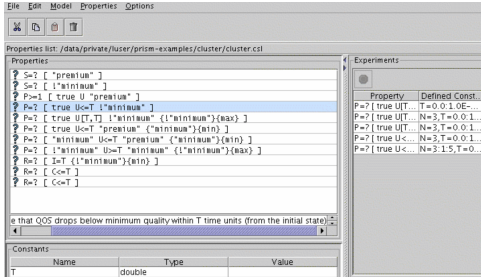 File Edit Model Properties Options
Properties list: /data/private/luser/prism-examples/cluster/cluster.csl
Properties
? S=? [ "premium" ]
? S=? [ !"minimum" ]
? P>=1 [ true U "premium" ]
? P=? [ true U<=T !"minimum" ]
? P=? [ true U[T,T] !"minimum" {!"minimum"}{max} ]
? P=? [ true U<=T "premium" {"minimum"}{min} ]
? P=? [ "minimum" U<=T "premium" {"minimum"}{min} ]
? P=? [ !"minimum" U>=T "minimum" {!"minimum"}{max} ]
? R=? [ I=T {!"minimum"}{min} ]
? R=? [ C<=T ]
? R=? [ C<=T ]
e that QOS drops below minimum quality within T time units (from the initial state)
Constants
Name Type Value
T double
Experiments
Property Defined Const...
P=? [ true U[T... T=0.0:1.0E-...
P=? [ true U[T... N=3,T=0.0:1...
P=? [ true U[T... N=3,T=0.0:1...
P=? [ true U<... N=3,T=0.0:1...
P=? [ true U<... N=3:1:5,T=0...